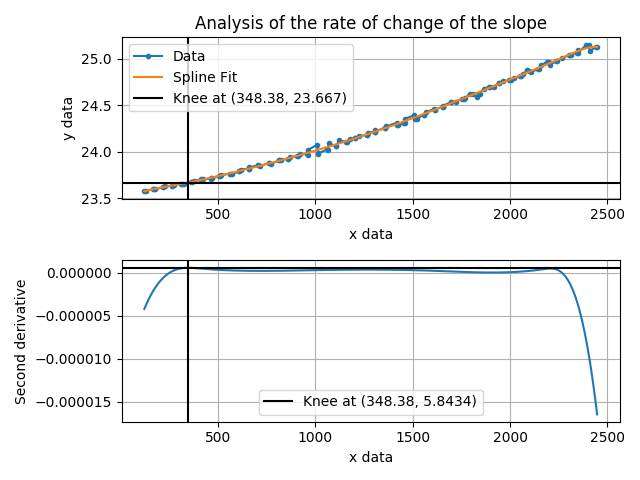 Analysis of the rate of change of the slope
Data
Spline Fit
Knee at (348.38, 23.667)
25.0
24.5
24.0
23.5
y data
500
1000
1500
2000
2500
x data
0.000000
−0.000005
−0.000010
−0.000015
Second derivative
Knee at (348.38, 5.8434)
500
1000
1500
2000
2500
x data